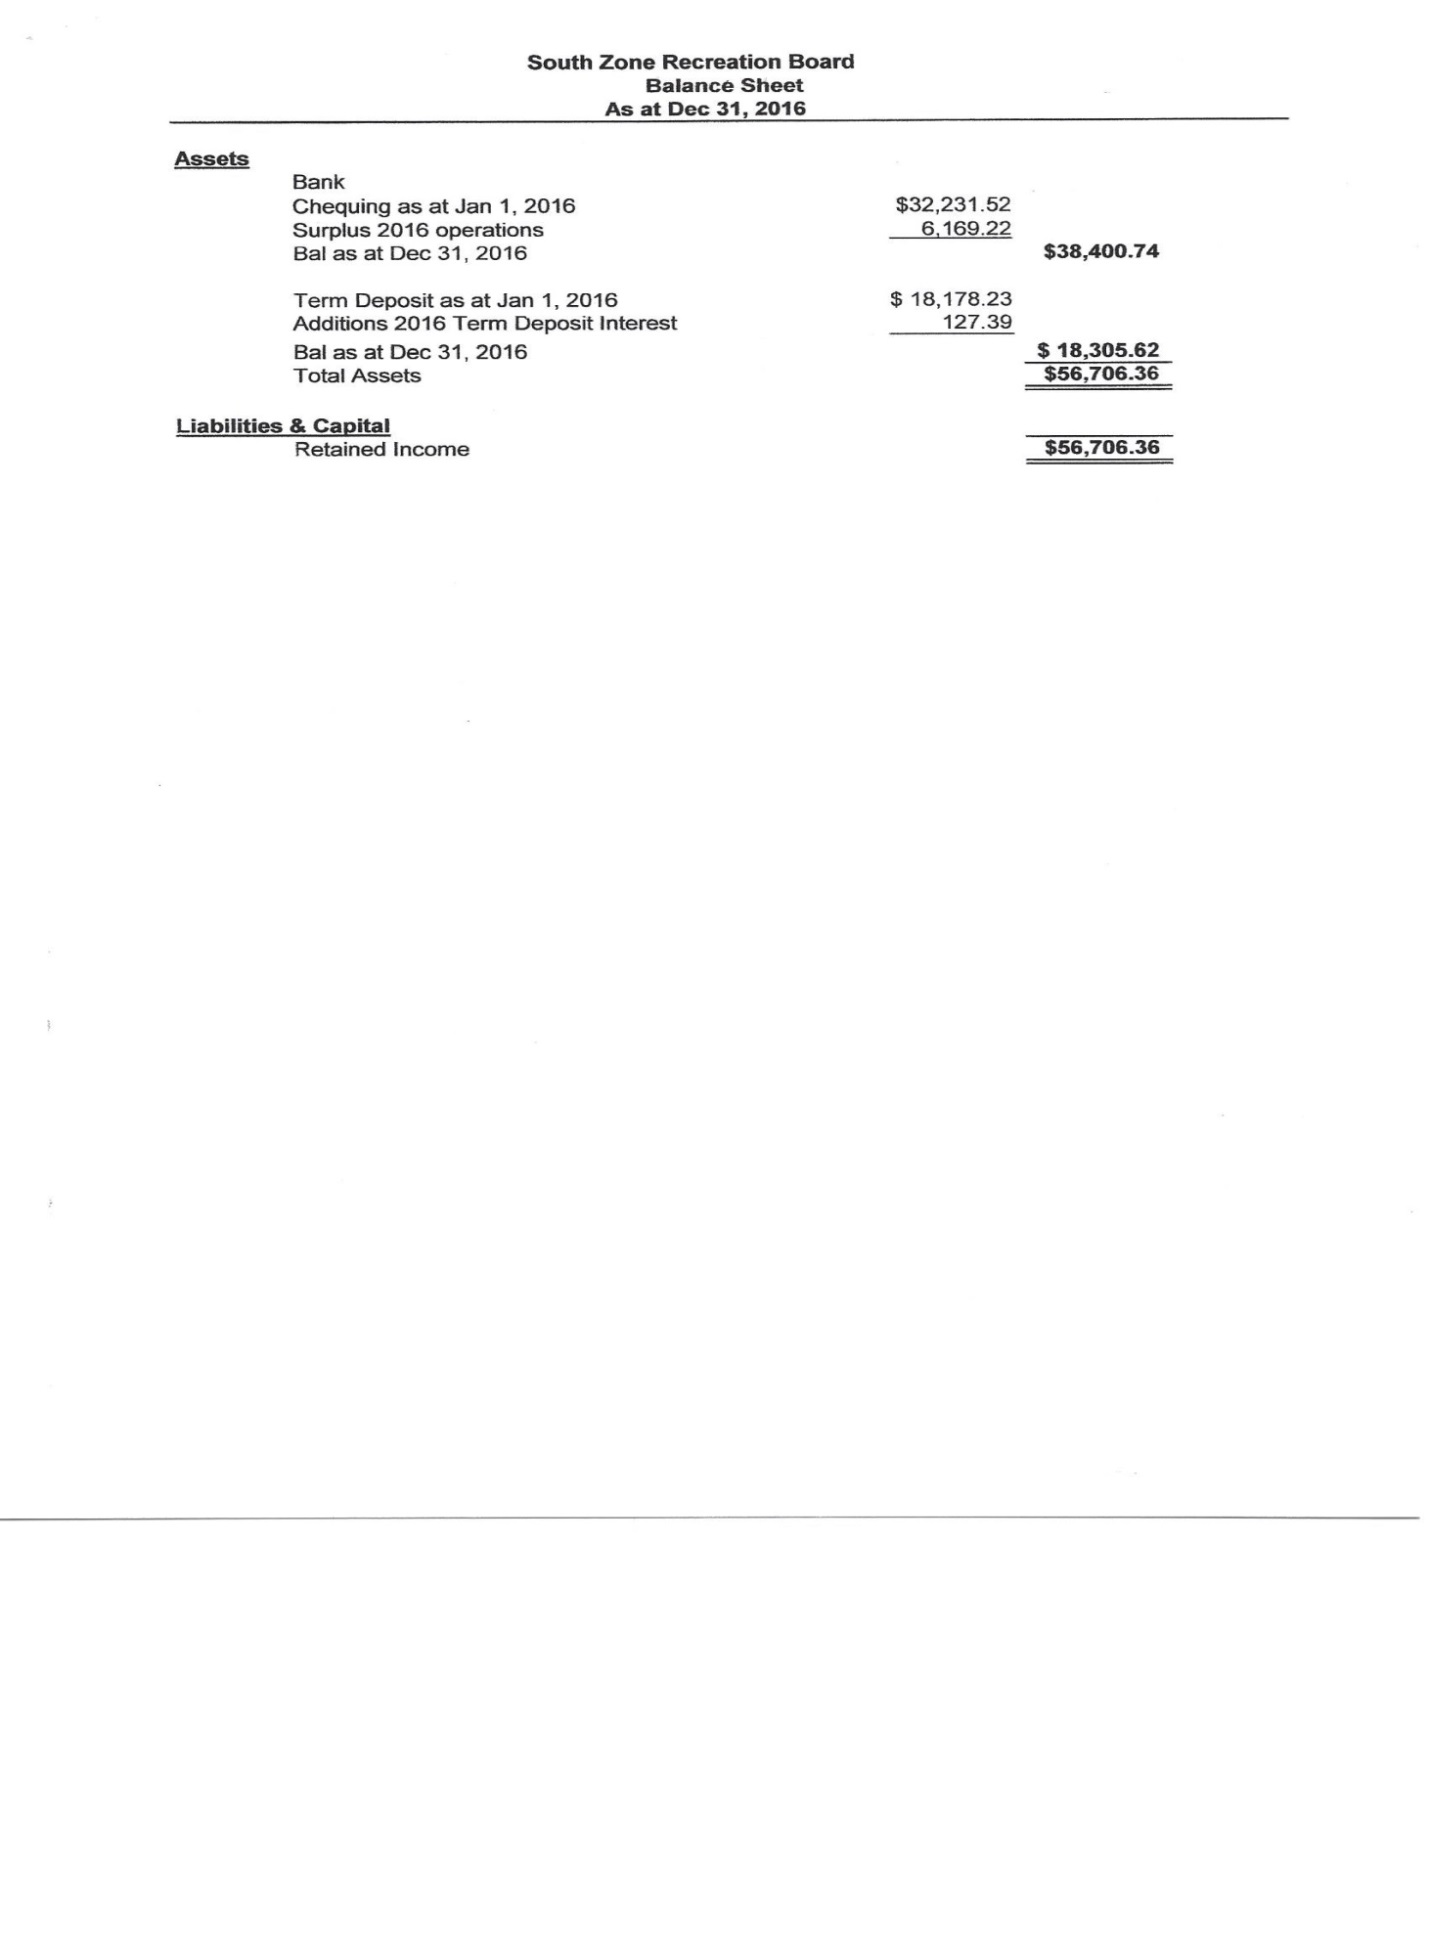 South Zone Recreation Board
Balance Sheet
As at Dec 31, 2016
Assets
Bank
Chequing as at Jan 1, 2016 $32,231.52
Surplus 2016 operations 6,169.22
Bal as at Dec 31, 2016 $38,400.74
Term Deposit as at Jan 1, 2016 $ 18,178.23
Additions 2016 Term Deposit Interest 127.39
Bal as at Dec 31, 2016 $ 18,305.62
Total Assets $56,706.36
Liabilities & Capital
Retained Income $56,706.36